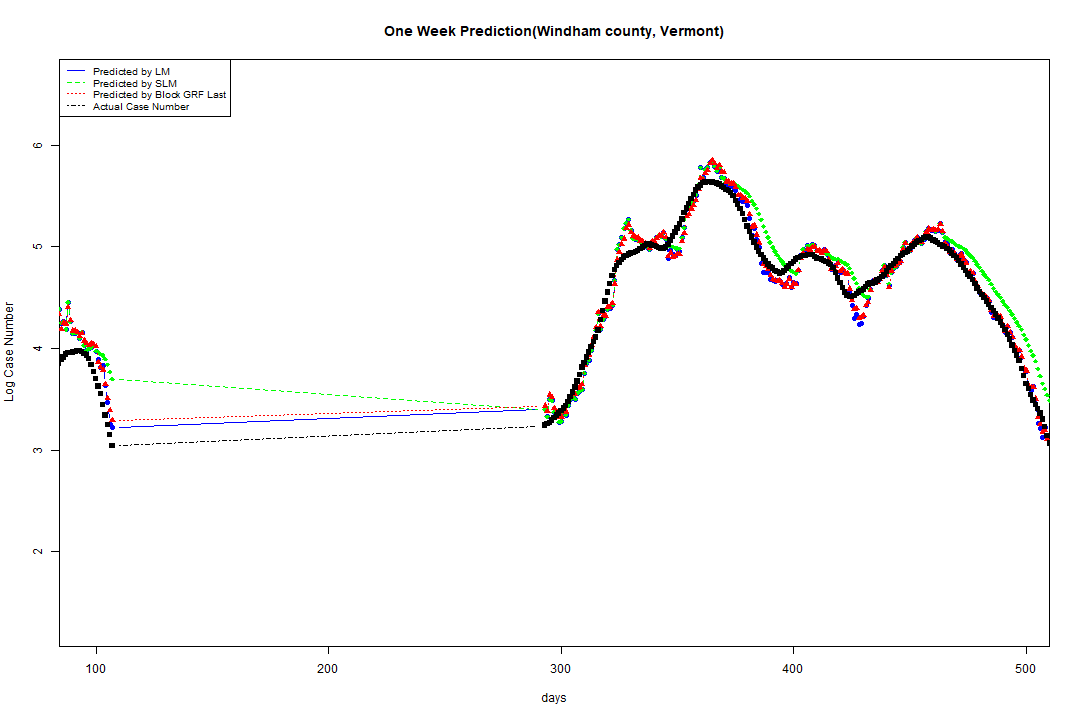 One Week Prediction(Windham county, Vermont)
Predicted by LM
Predicted by SLM
Predicted by Block GRF Last
Actual Case Number
6
5
4
3
2
Log Case Number
100 200 300 400 500
days